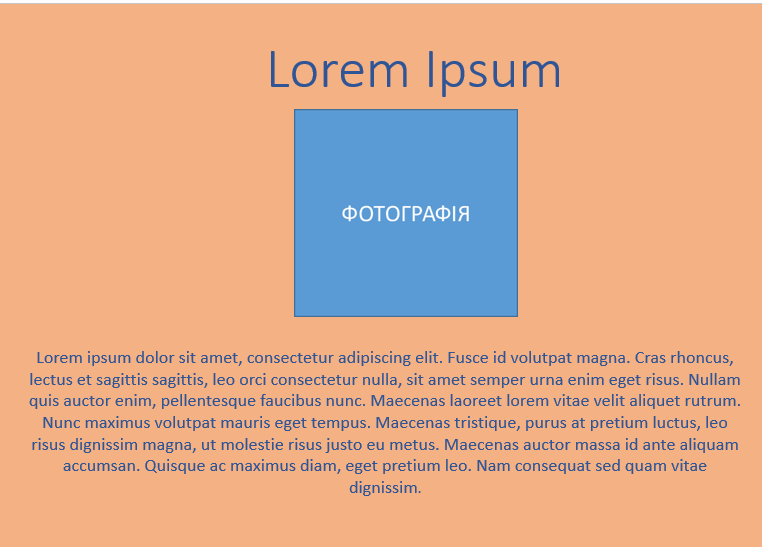 Lorem Ipsum
ФОТОГРАФІЯ
Lorem ipsum dolor sit amet, consectetur adipiscing elit. Fusce id volutpat magna. Cras rhoncus,
lectus et sagittis sagittis, leo orci consectetur nulla, sit amet semper urna enim eget risus. Nullam
quis auctor enim, pellentesque faucibus nunc. Maecenas laoreet lorem vitae velit aliquet rutrum.
Nunc maximus volutpat mauris eget tempus. Maecenas tristique, purus at pretium luctus, leo
risus dignissim magna, ut molestie risus justo eu metus. Maecenas auctor massa id ante aliquam
accumsan. Quisque ac maximus diam, eget pretium leo. Nam consequat sed quam vitae
dignissim.